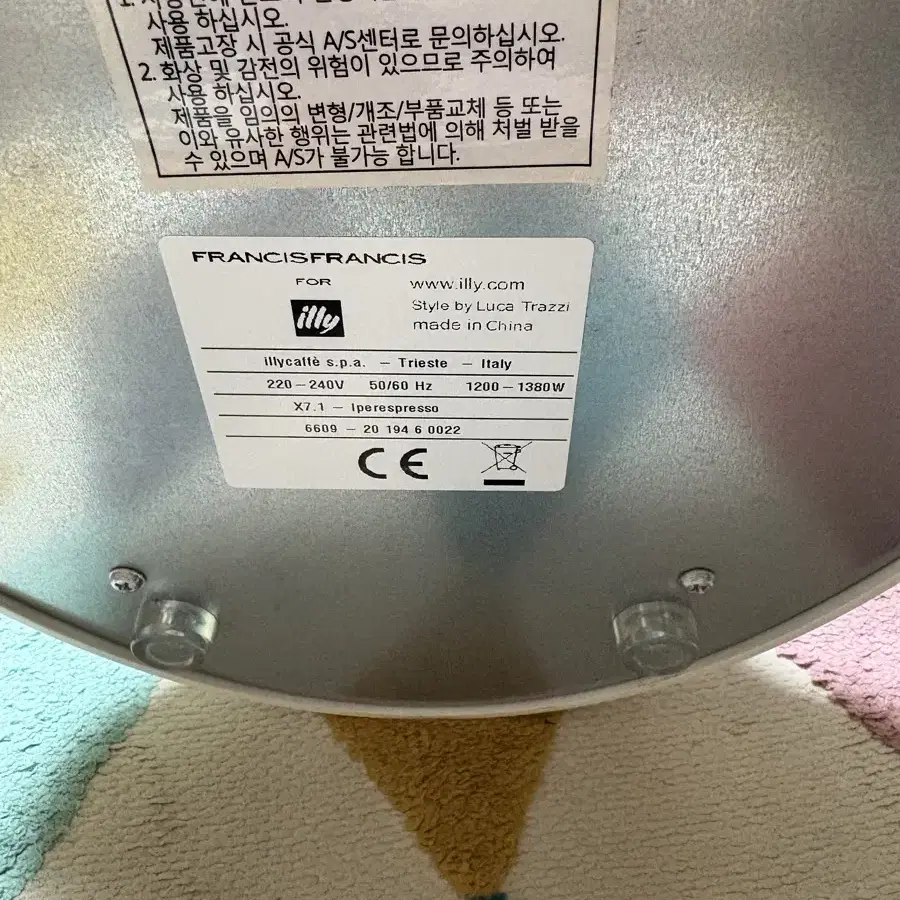 사용 하십시오.
제품고장 시 공식 A/S센터로 문의하십시오.
2. 화상 및 감전의 위험이 있으므로 주의하여
사용 하십시오.
제품을 임의의 변형/개조/부품교체 등 또는
이와 유사한 행위는 관련법에 의해 처벌 받을
수 있으며 A/S가 불가능 합니다.
FRANCISFRANCIS
FOR
illy
www.illy.com
Style by Luca Trazzi
made in China
illycaffè s.p.a. – Trieste – Italy
220 – 240V 50/60 Hz 1200 – 1380W
X7.1 – Iperespresso
6609 – 20 194 6 0022
CE